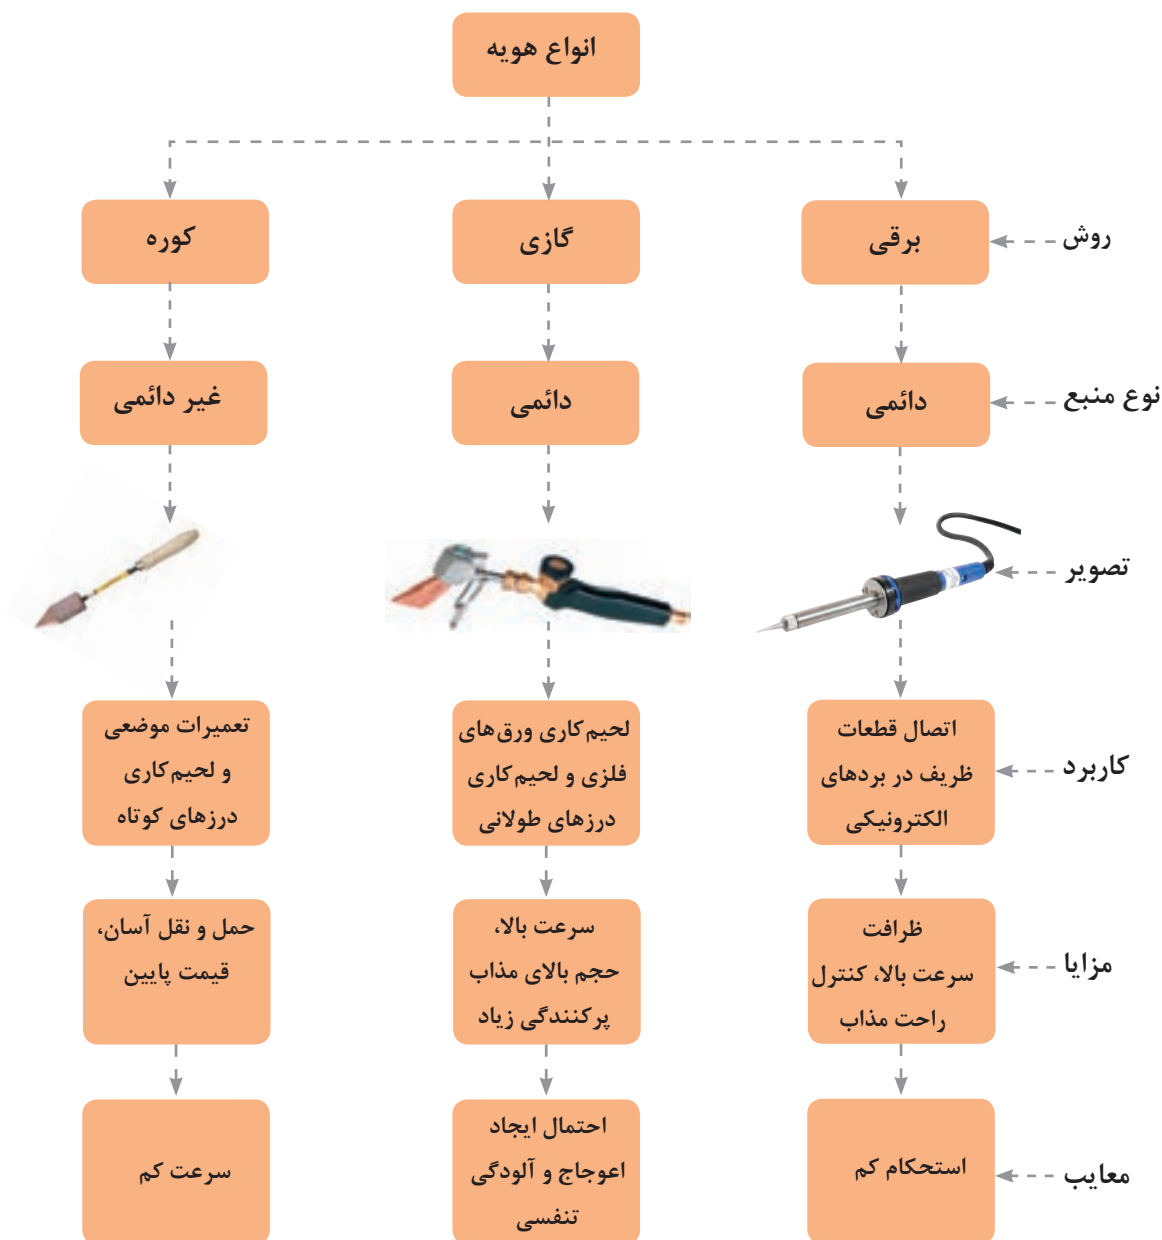 انواع هویه
روش
برقی
گازی
کوره
نوع منبع
دائمی
دائمی
غیر دائمی
تصویر
کاربرد
اتصال قطعات
ظریف در بردهای
الکترونیکی
لحیم‌کاری ورق‌های
فلزی و لحیم‌کاری
درزهای طولانی
تعمیرات موضعی
و لحیم‌کاری
درزهای کوتاه
مزایا
ظرافت
سرعت بالا، کنترل
راحت مذاب
سرعت بالا،
حجم بالای مذاب
پرکنندگی زیاد
حمل و نقل آسان،
قیمت پایین
معایب
استحکام کم
احتمال ایجاد
اعوجاج و آلودگی
تنفسی
سرعت کم